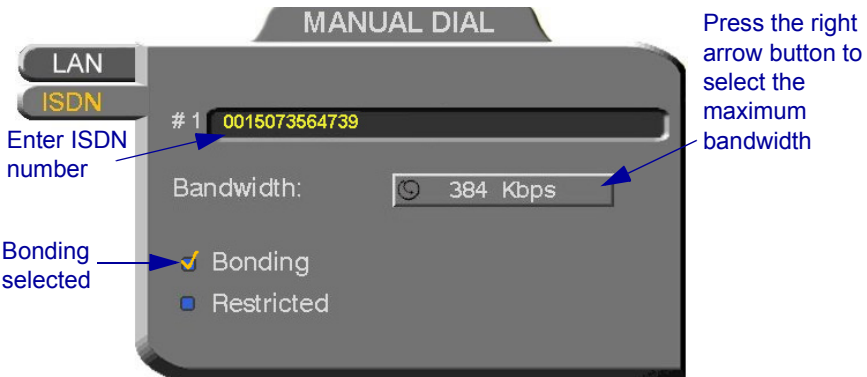 MANUAL DIAL
LAN
ISDN
# 1 0015073564739
Enter ISDN
number
Bandwidth: 384 Kbps
Press the right
arrow button to
select the
maximum
bandwidth
Bonding
selected
Bonding
Restricted